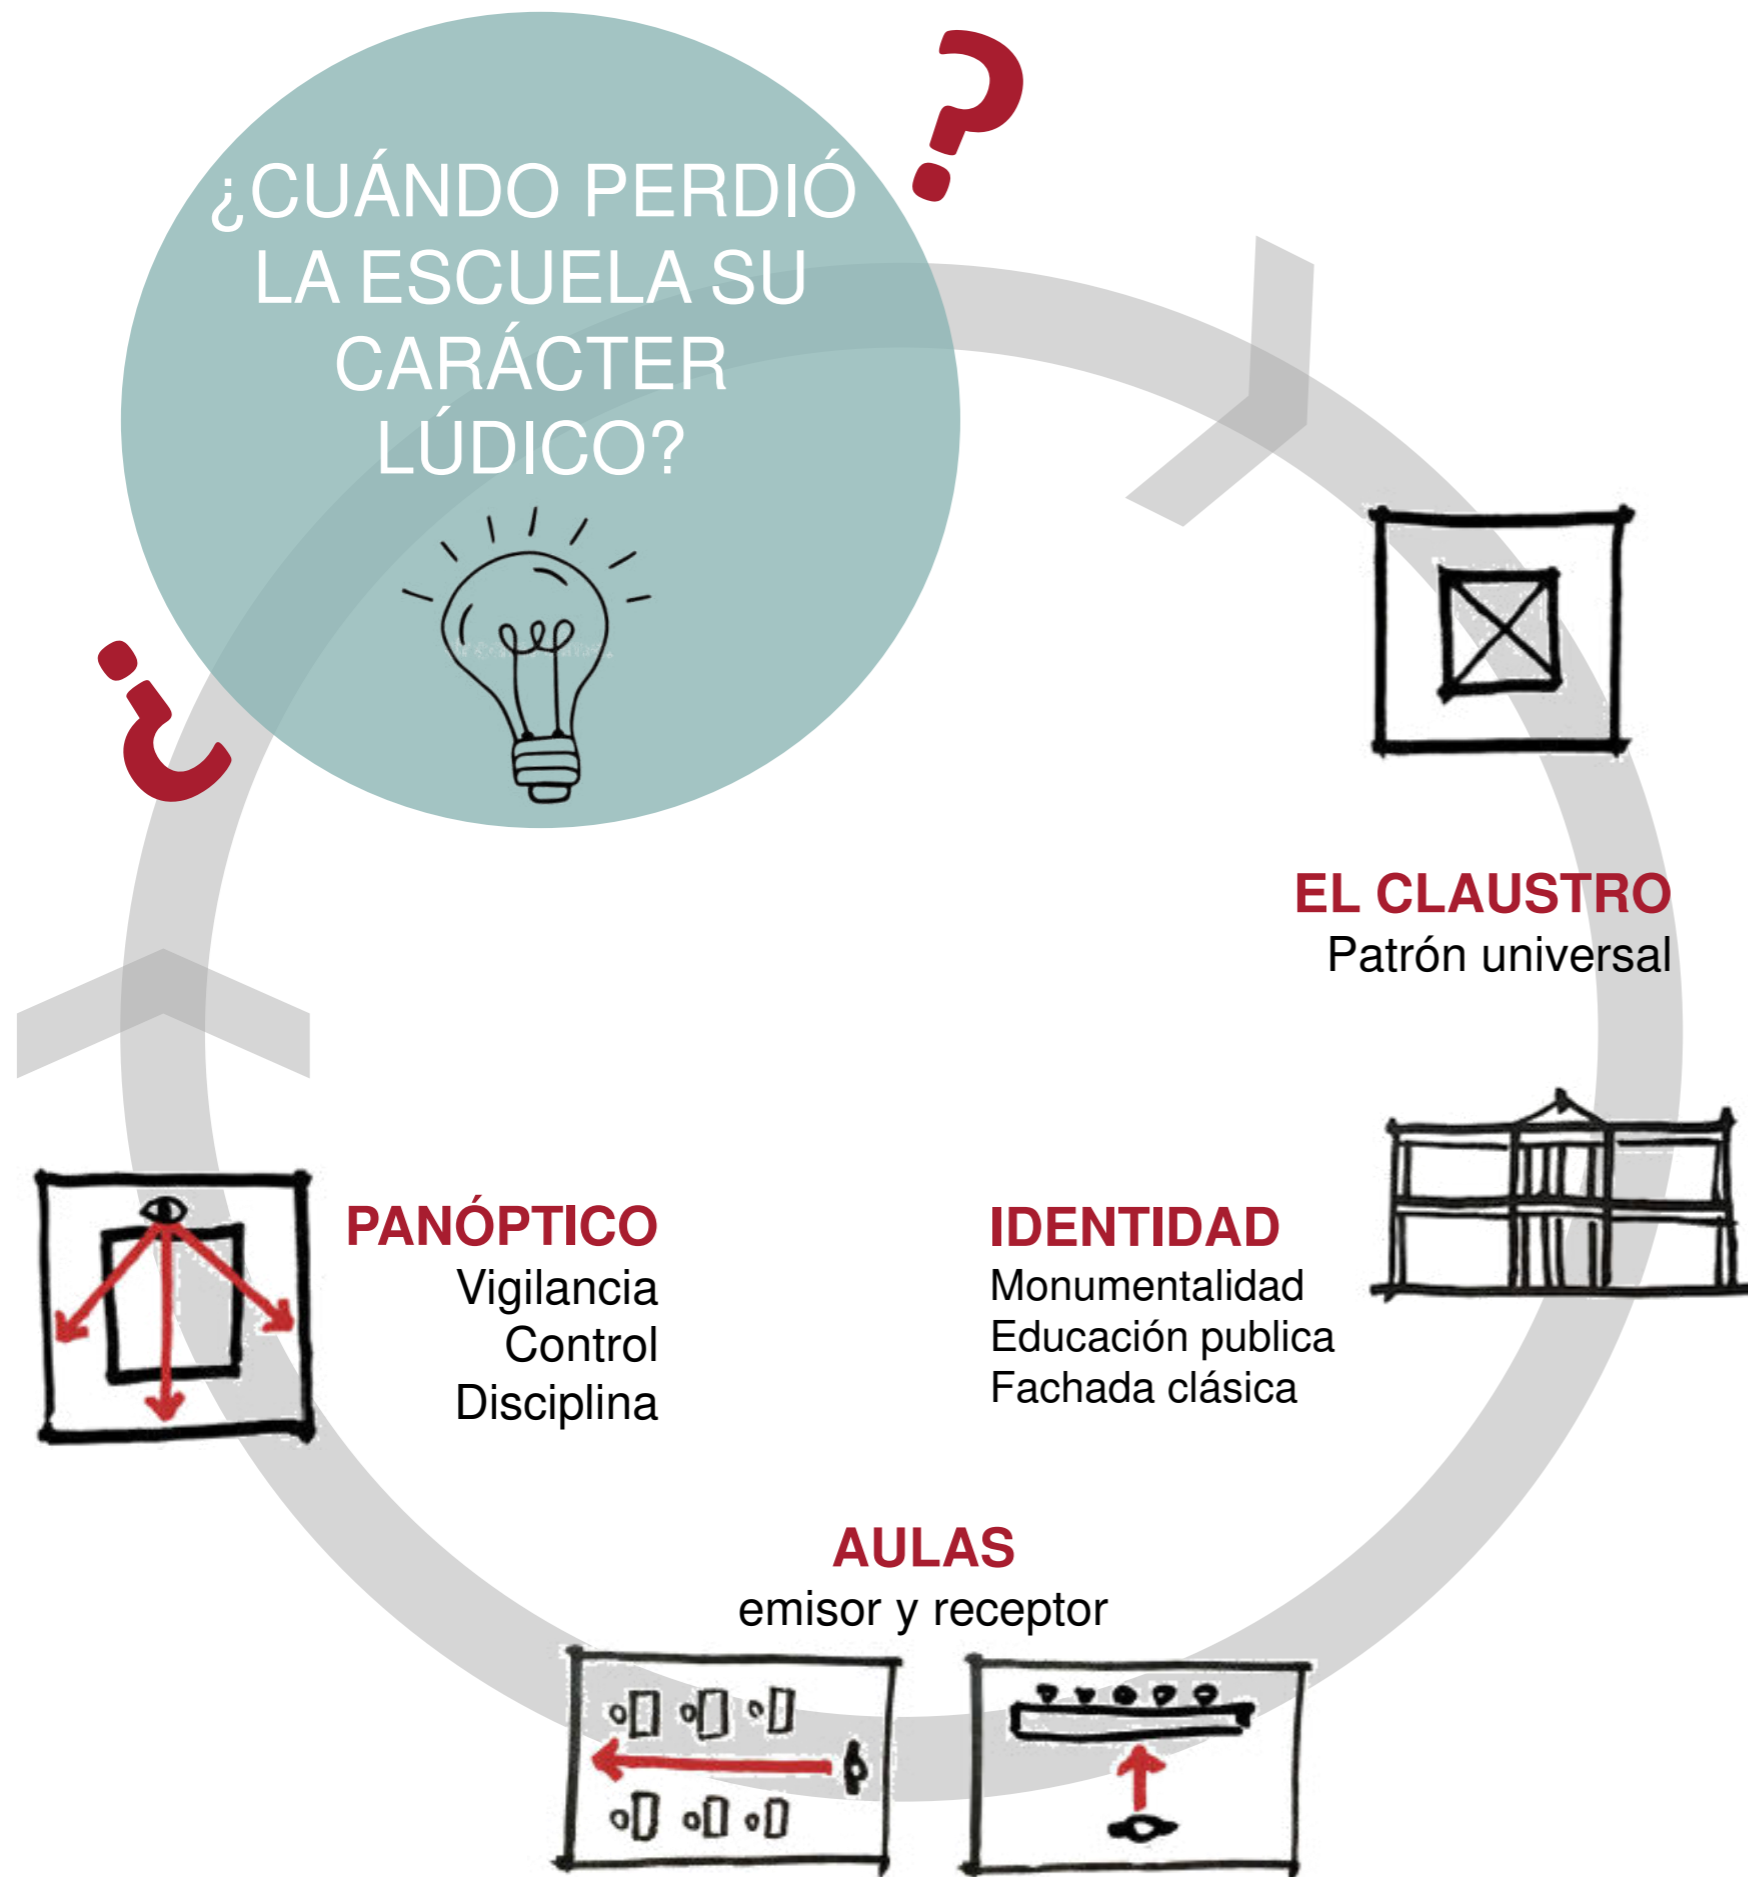 ¿CUÁNDO PERDIÓ
LA ESCUELA SU
CARÁCTER
LÚDICO?
?
¿
EL CLAUSTRO
Patrón universal
IDENTIDAD
Monumentalidad
Educación publica
Fachada clásica
AULAS
emisor y receptor
PANÓPTICO
Vigilancia
Control
Disciplina